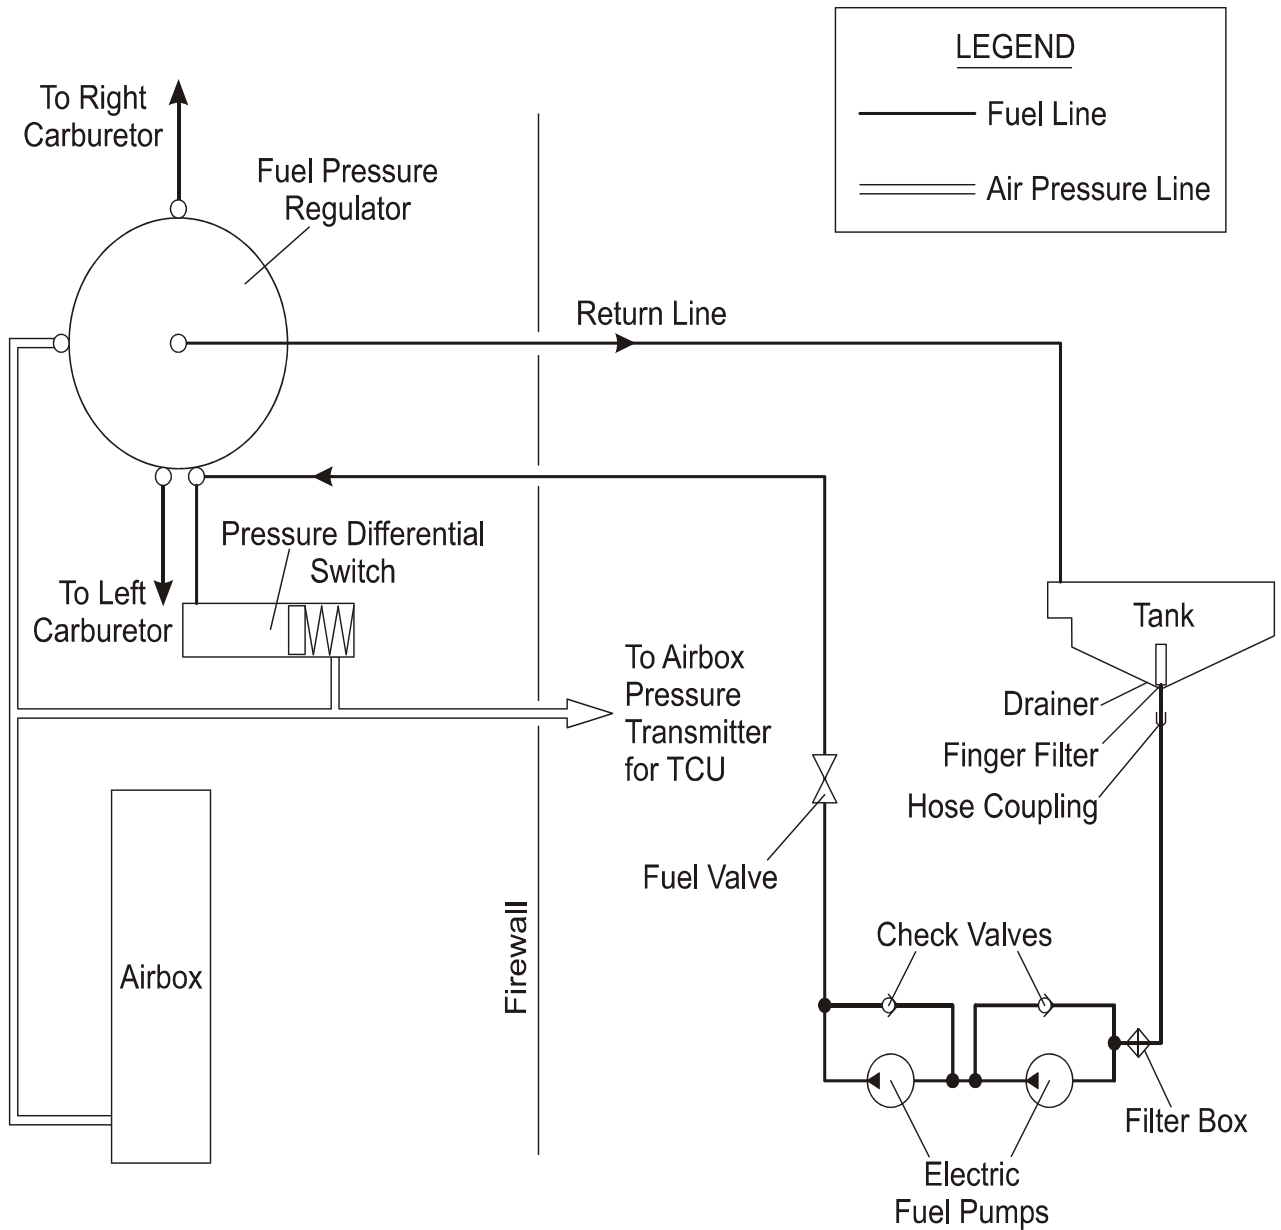 LEGEND
Fuel Line
Air Pressure Line
To Right
Carburetor
Fuel Pressure
Regulator
Return Line
Pressure Differential
Switch
To Left
Carburetor
To Airbox
Pressure
Transmitter
for TCU
Tank
Drainer
Finger Filter
Hose Coupling
Fuel Valve
Check Valves
Airbox
Firewall
Filter Box
Electric
Fuel Pumps